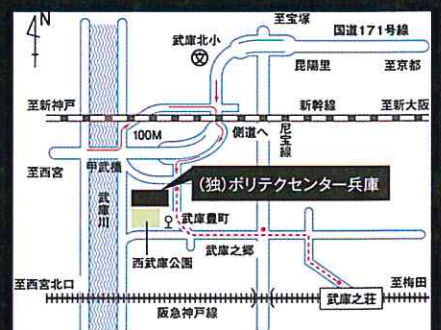 N
至宝塚
国道171号線
武庫北小
文
昆陽里
至京都
至新神戸
新幹線
至新大阪
100M
側道へ
尼宝線
甲武橋
至西宮
(独)ポリテクセンター兵庫
武庫川
武庫豊町
西武庫公園
武庫之郷
至西宮北口
至梅田
武庫之荘
阪急神戸線